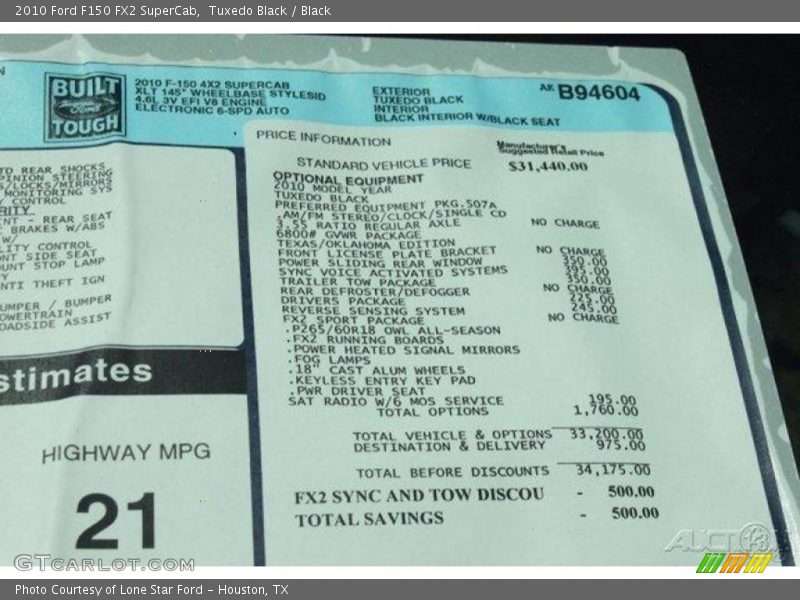 2010 Ford F150 FX2 SuperCab, Tuxedo Black / Black
BUILT
Ford
TOUGH
2010 F-150 4X2 SUPERCAB
XLT 145" WHEELBASE STYLESID
4.6L 3V EFI V8 ENGINE
ELECTRONIC 6-SPD AUTO
EXTERIOR
TUXEDO BLACK
INTERIOR
BLACK INTERIOR W/BLACK SEAT
AK B94604
REAR SHOCKS
PINION STEERING
S/LOCKS/MIRRORS
MONITORING SYS
CONTROL
RITY
NT - REAR SEAT
BRAKES W/ABS
W/
LITY CONTROL
NT SIDE SEAT
UNT STOP LAMP
NTI THEFT IGN
UMPER / BUMPER
OWERTRAIN
OADSIDE ASSIST
stimates
HIGHWAY MPG
21
PRICE INFORMATION
Manufacturer's
Suggested Retail Price
STANDARD VEHICLE PRICE $31,440.00
OPTIONAL EQUIPMENT
2010 MODEL YEAR
TUXEDO BLACK
PREFERRED EQUIPMENT PKG.507A
.AM/FM STEREO/CLOCK/SINGLE CD
3.55 RATIO REGULAR AXLE NO CHARGE
6800# GVWR PACKAGE
TEXAS/OKLAHOMA EDITION
FRONT LICENSE PLATE BRACKET NO CHARGE
POWER SLIDING REAR WINDOW 350.00
SYNC VOICE ACTIVATED SYSTEMS 395.00
TRAILER TOW PACKAGE 350.00
REAR DEFROSTER/DEFOGGER NO CHARGE
DRIVERS PACKAGE 225.00
REVERSE SENSING SYSTEM 245.00
FX2 SPORT PACKAGE NO CHARGE
.P265/60R18 OWL ALL-SEASON
.FX2 RUNNING BOARDS
.POWER HEATED SIGNAL MIRRORS
.FOG LAMPS
.18" CAST ALUM WHEELS
.KEYLESS ENTRY KEY PAD
.PWR DRIVER SEAT
SAT RADIO W/6 MOS SERVICE 195.00
TOTAL OPTIONS 1,760.00
TOTAL VEHICLE & OPTIONS 33,200.00
DESTINATION & DELIVERY 975.00
TOTAL BEFORE DISCOUNTS 34,175.00
FX2 SYNC AND TOW DISCOU - 500.00
TOTAL SAVINGS - 500.00
GTCARLOT.COM
Photo Courtesy of Lone Star Ford - Houston, TX